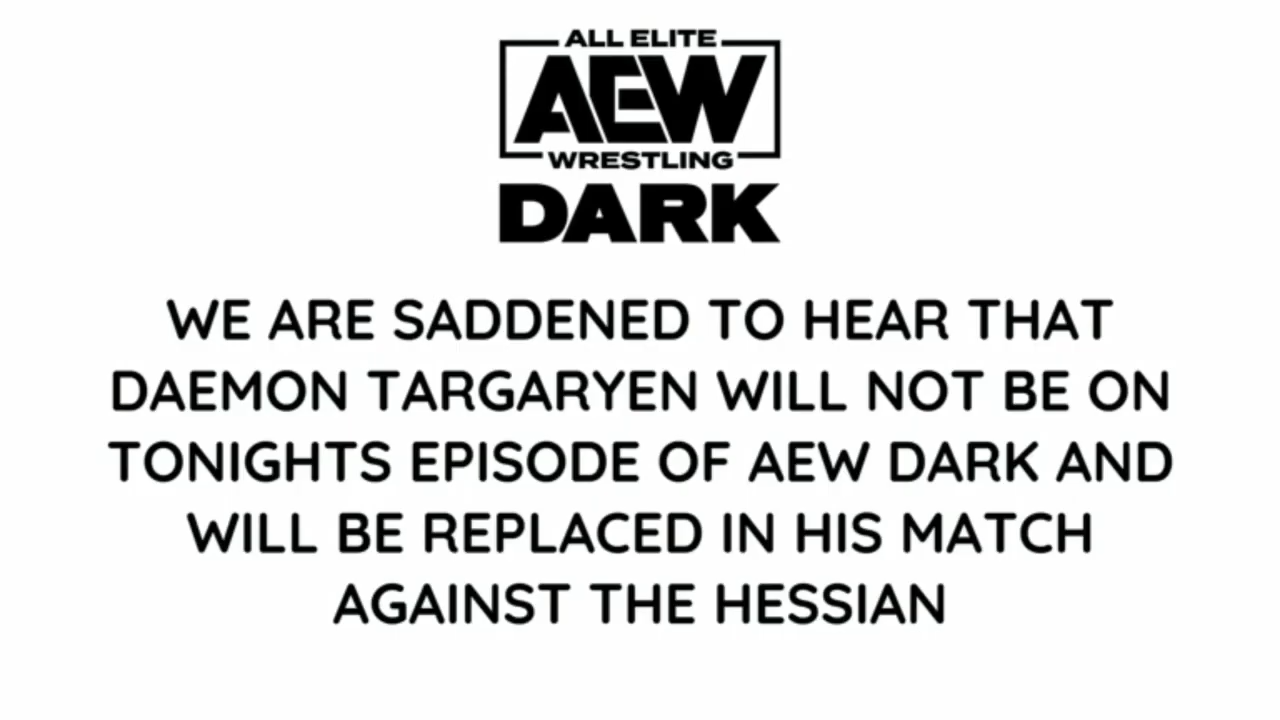 ALL ELITE
AEW
WRESTLING
DARK
WE ARE SADDENED TO HEAR THAT
DAEMON TARGARYEN WILL NOT BE ON
TONIGHTS EPISODE OF AEW DARK AND
WILL BE REPLACED IN HIS MATCH
AGAINST THE HESSIAN